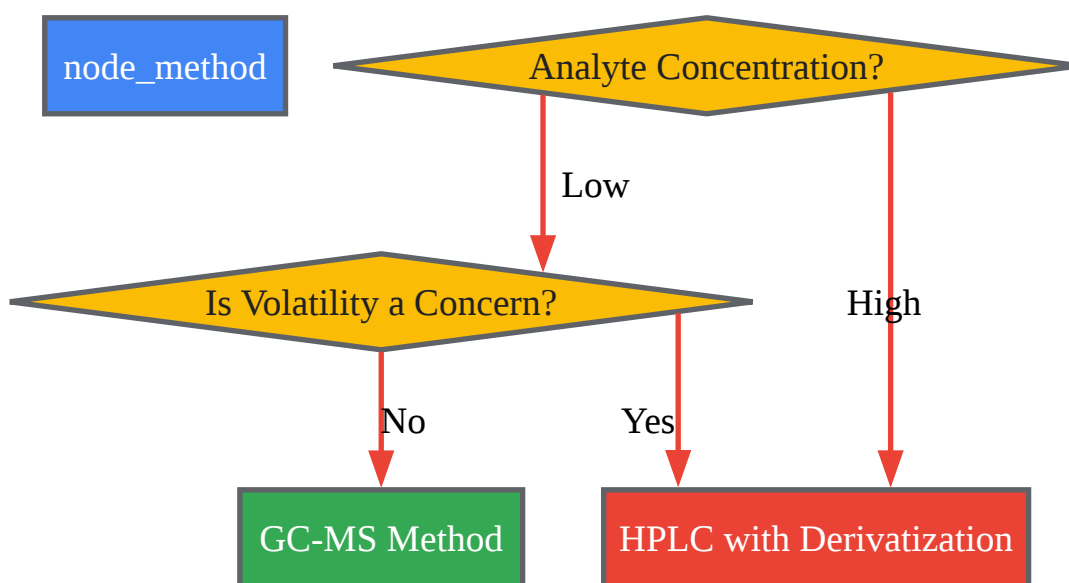 node_method
Analyte Concentration?
Low
Is Volatility a Concern?
High
No
Yes
GC-MS Method
HPLC with Derivatization